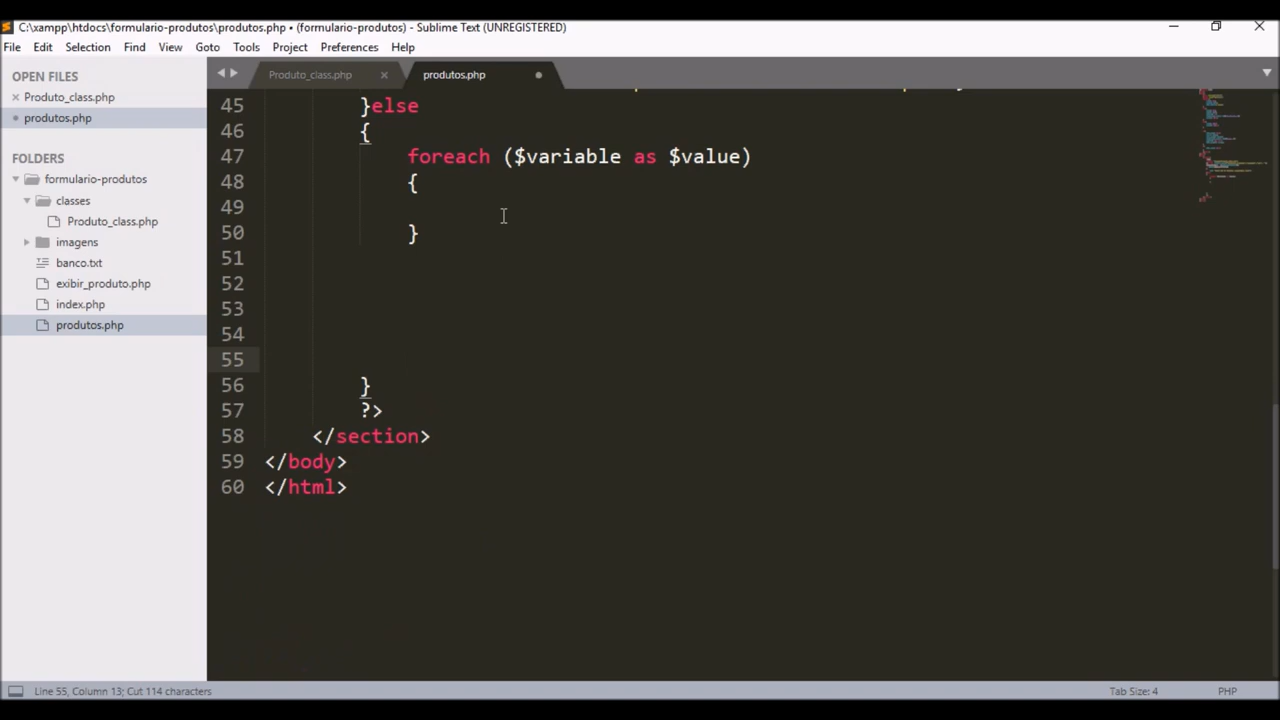 C:\xampp\htdocs\formulario-produtos\produtos.php • (formulario-produtos) - Sublime Text (UNREGISTERED)
File Edit Selection Find View Goto Tools Project Preferences Help
OPEN FILES
Produto_class.php
produtos.php
FOLDERS
formulario-produtos
classes
Produto_class.php
imagens
banco.txt
exibir_produto.php
index.php
produtos.php
Produto_class.php produtos.php
45 }else
46 {
47 foreach ($variable as $value)
48 {
49
50 }
51
52
53
54
55
56 }
57 ?>
58 </section>
59 </body>
60 </html>
Line 55, Column 13; Cut 114 characters Tab Size: 4 PHP